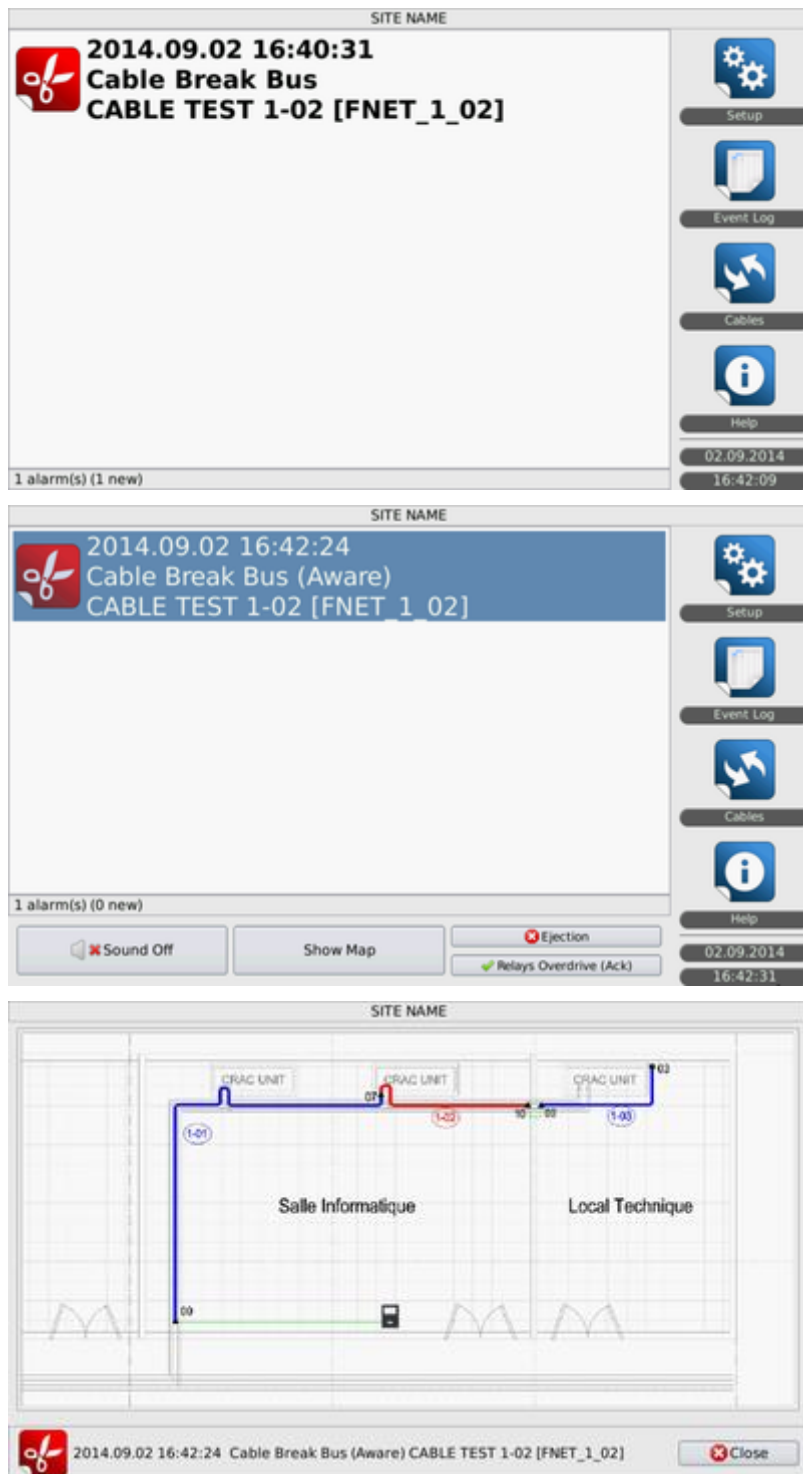 SITE NAME
2014.09.02 16:40:31
Cable Break Bus
CABLE TEST 1-02 [FNET_1_02]
Setup
Event Log
Cables
Help
02.09.2014
1 alarm(s) (1 new)
16:42:09
SITE NAME
2014.09.02 16:42:24
Cable Break Bus (Aware)
CABLE TEST 1-02 [FNET_1_02]
Setup
Event Log
Cables
Help
1 alarm(s) (0 new)
Sound Off
Show Map
Ejection
Relays Overdrive (Ack)
02.09.2014
16:42:31
SITE NAME
CRAC UNIT
CRAC UNIT
CRAC UNIT
03
07
1-01
1-02
10
00
1-03
Salle Informatique
Local Technique
00
2014.09.02 16:42:24 Cable Break Bus (Aware) CABLE TEST 1-02 [FNET_1_02]
Close